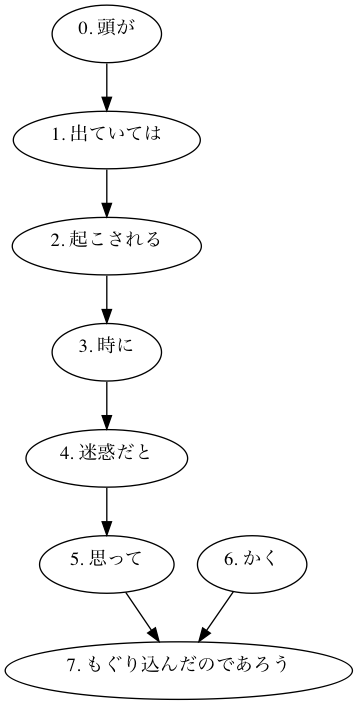 0. 頭が
1. 出ていては
2. 起こされる
3. 時に
4. 迷惑だと
5. 思って
6. かく
7. もぐり込んだのであろう